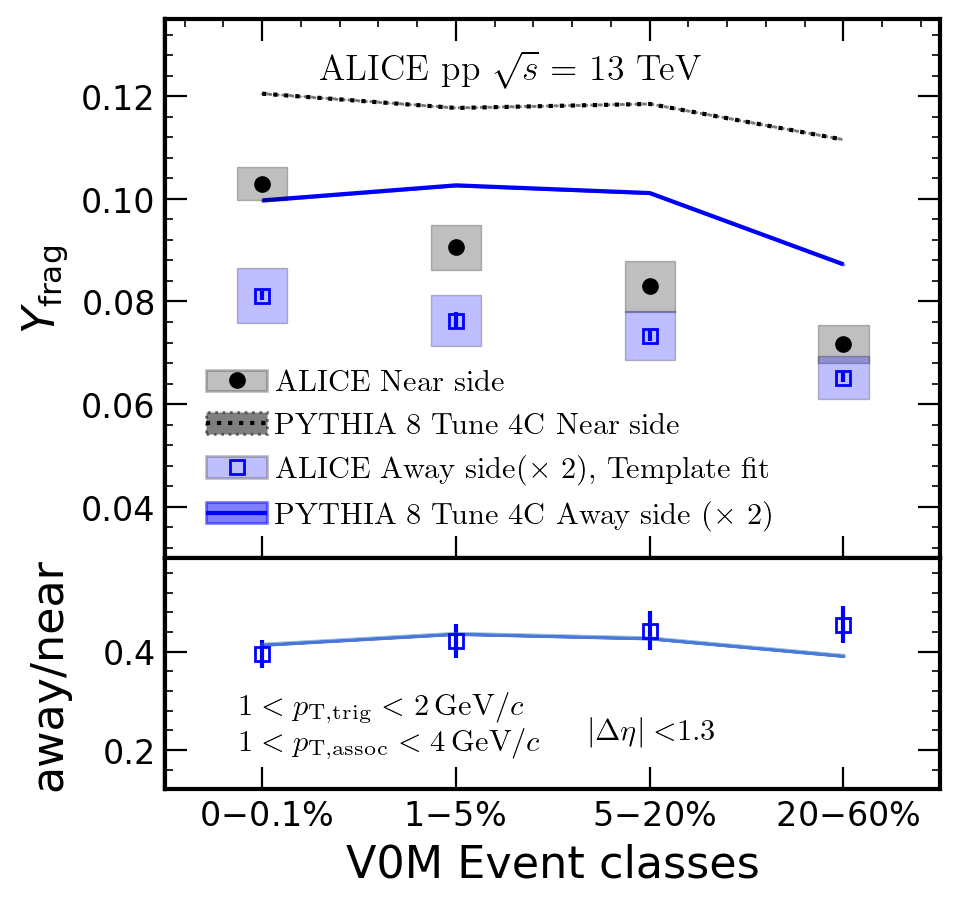 ALICE pp √s = 13 TeV
Y_frag
0.12
0.10
0.08
0.06
0.04
ALICE Near side
PYTHIA 8 Tune 4C Near side
ALICE Away side(× 2), Template fit
PYTHIA 8 Tune 4C Away side (× 2)
away/near
0.4
0.2
1 < p_T,trig < 2 GeV/c
1 < p_T,assoc < 4 GeV/c
|Δη| <1.3
0−0.1% 1−5% 5−20% 20−60%
V0M Event classes